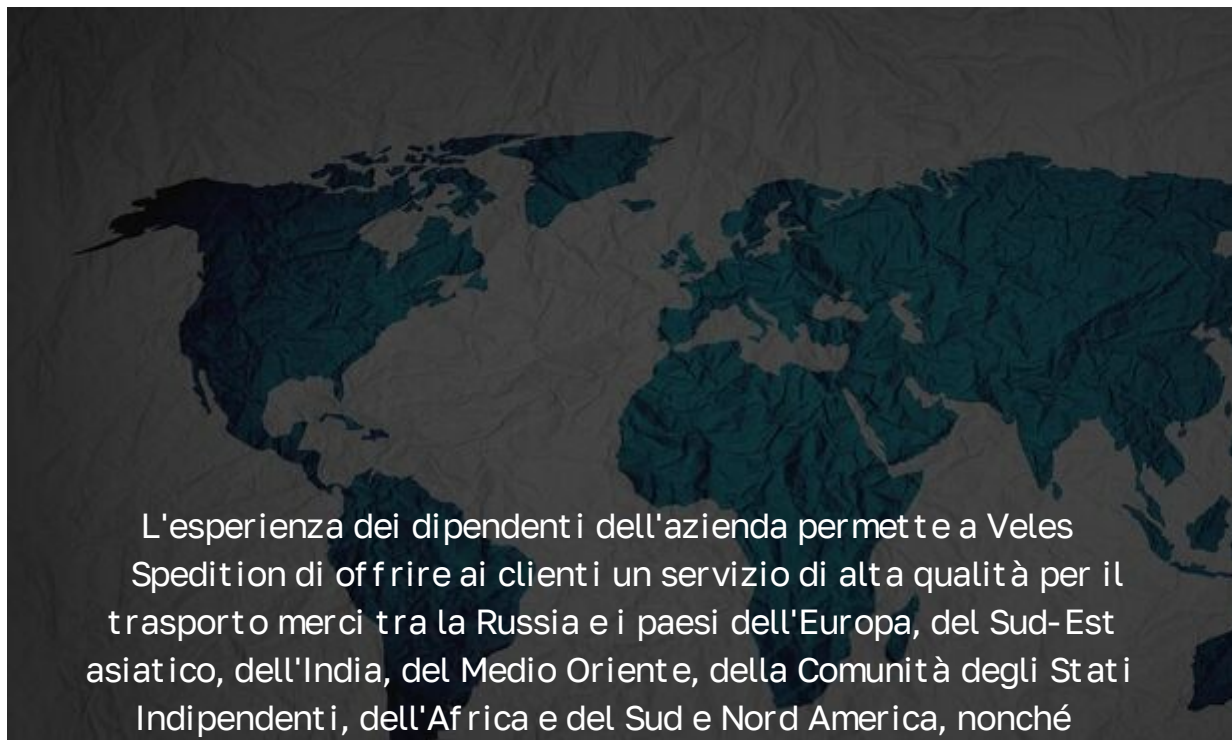 L'esperienza dei dipendenti dell'azienda permette a Veles
Spedition di offrire ai clienti un servizio di alta qualità per il
trasporto merci tra la Russia e i paesi dell'Europa, del Sud-Est
asiatico, dell'India, del Medio Oriente, della Comunità degli Stati
Indipendenti, dell'Africa e del Sud e Nord America, nonché